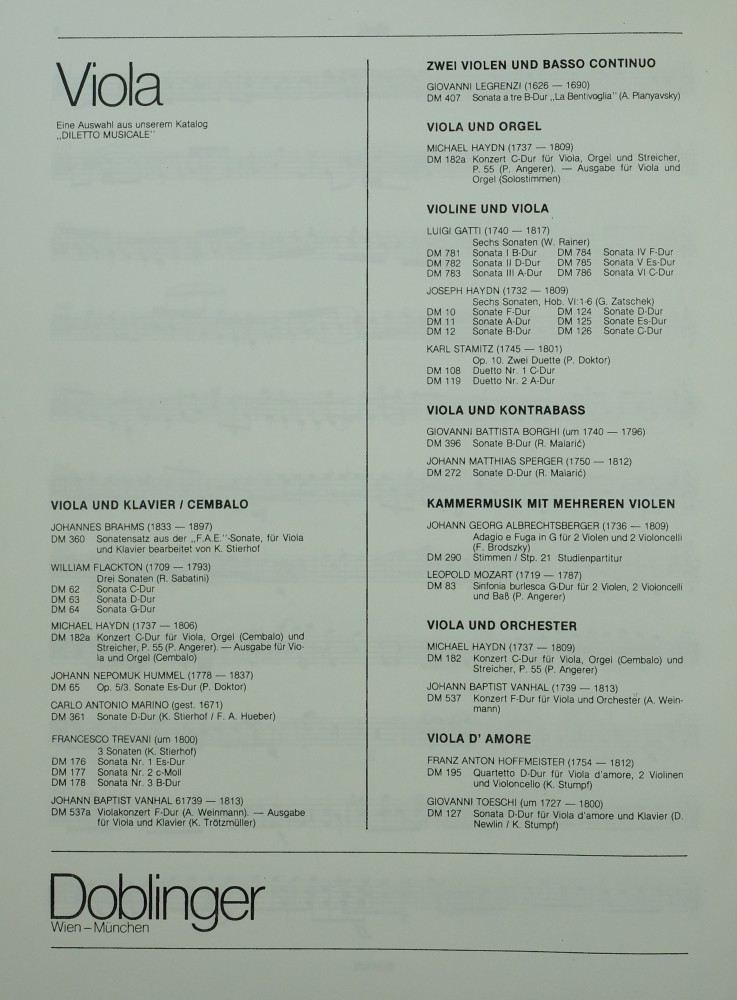 Viola
Eine Auswahl aus unserem Katalog
„DILETTO MUSICALE"
VIOLA UND KLAVIER / CEMBALO
JOHANNES BRAHMS (1833 — 1897)
DM 360 Sonatensatz aus der „F.A.E."-Sonate, für Viola
und Klavier bearbeitet von K. Stierhof
WILLIAM FLACKTON (1709 — 1793)
Drei Sonaten (R. Sabatini)
DM 62 Sonata C-Dur
DM 63 Sonata D-Dur
DM 64 Sonata G-Dur
MICHAEL HAYDN (1737 — 1806)
DM 182a Konzert C-Dur für Viola, Orgel (Cembalo) und
Streicher, P. 55 (P. Angerer). — Ausgabe für Vio-
la und Orgel (Cembalo)
JOHANN NEPOMUK HUMMEL (1778 — 1837)
DM 65 Op. 5/3. Sonate Es-Dur (P. Doktor)
CARLO ANTONIO MARINO (gest. 1671)
DM 361 Sonate D-Dur (K. Stierhof / F. A. Hueber)
FRANCESCO TREVANI (um 1800)
3 Sonaten (K. Stierhof)
DM 176 Sonata Nr. 1 Es-Dur
DM 177 Sonata Nr. 2 c-Moll
DM 178 Sonata Nr. 3 B-Dur
JOHANN BAPTIST VANHAL 61739 — 1813)
DM 537a Violakonzert F-Dur (A. Weinmann). — Ausgabe
für Viola und Klavier (K. Trötzmüller)
ZWEI VIOLEN UND BASSO CONTINUO
GIOVANNI LEGRENZI (1626 — 1690)
DM 407 Sonata a tre B-Dur „La Bentivoglia" (A. Planyavsky)
VIOLA UND ORGEL
MICHAEL HAYDN (1737 — 1809)
DM 182a Konzert C-Dur für Viola, Orgel und Streicher,
P. 55 (P. Angerer). — Ausgabe für Viola und
Orgel (Solostimmen)
VIOLINE UND VIOLA
LUIGI GATTI (1740 — 1817)
Sechs Sonaten (W. Rainer)
DM 781 Sonata I B-Dur DM 784 Sonata IV F-Dur
DM 782 Sonata II D-Dur DM 785 Sonata V Es-Dur
DM 783 Sonata III A-Dur DM 786 Sonata VI C-Dur
JOSEPH HAYDN (1732 — 1809)
Sechs Sonaten, Hob. VI:1-6 (G. Zatschek)
DM 10 Sonate F-Dur DM 124 Sonate D-Dur
DM 11 Sonate A-Dur DM 125 Sonate Es-Dur
DM 12 Sonate B-Dur DM 126 Sonate C-Dur
KARL STAMITZ (1745 — 1801)
Op. 10. Zwei Duette (P. Doktor)
DM 108 Duetto Nr. 1 C-Dur
DM 119 Duetto Nr. 2 A-Dur
VIOLA UND KONTRABASS
GIOVANNI BATTISTA BORGHI (um 1740 — 1796)
DM 396 Sonate B-Dur (R. Malarić)
JOHANN MATTHIAS SPERGER (1750 — 1812)
DM 272 Sonate D-Dur (R. Malarić)
KAMMERMUSIK MIT MEHREREN VIOLEN
JOHANN GEORG ALBRECHTSBERGER (1736 — 1809)
Adagio e Fuga in G für 2 Violen und 2 Violoncelli
(F. Brodszky)
DM 290 Stimmen / Stp. 21 Studienpartitur
LEOPOLD MOZART (1719 — 1787)
DM 83 Sinfonia burlesca G-Dur für 2 Violen, 2 Violoncelli
und Baß (P. Angerer)
VIOLA UND ORCHESTER
MICHAEL HAYDN (1737 — 1809)
DM 182 Konzert C-Dur für Viola, Orgel (Cembalo) und
Streicher, P. 55 (P. Angerer)
JOHANN BAPTIST VANHAL (1739 — 1813)
DM 537 Konzert F-Dur für Viola und Orchester (A. Wein-
mann)
VIOLA D' AMORE
FRANZ ANTON HOFFMEISTER (1754 — 1812)
DM 195 Quartetto D-Dur für Viola d'amore, 2 Violinen
und Violoncello (K. Stumpf)
GIOVANNI TOESCHI (um 1727 — 1800)
DM 127 Sonata D-Dur für Viola d'amore und Klavier (D.
Newlin / K. Stumpf)
Doblinger
Wien – München